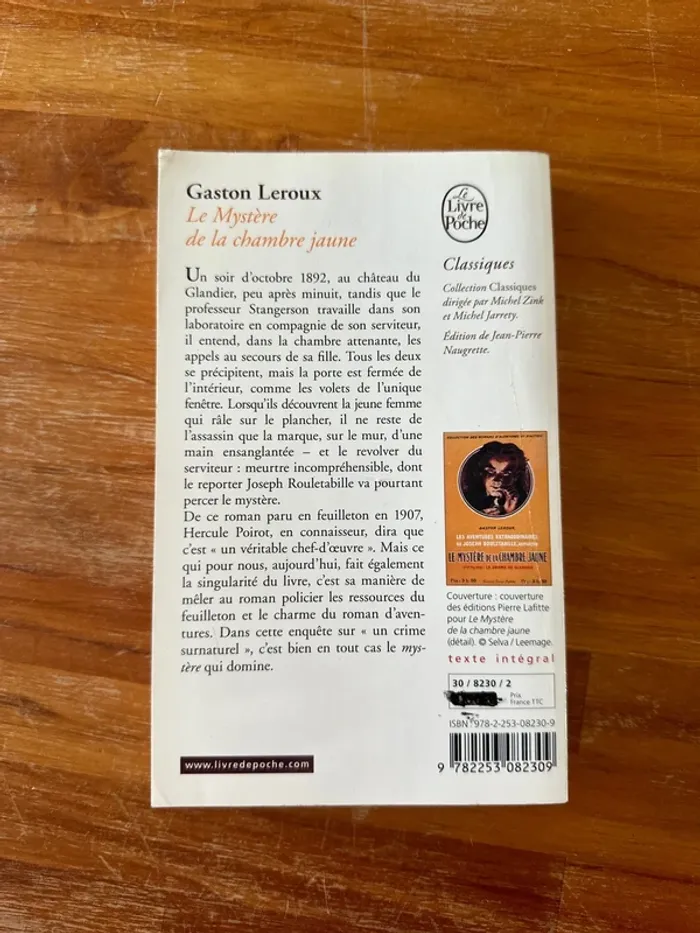 Gaston Leroux
Le Mystère
de la chambre jaune
Un soir d'octobre 1892, au château du
Glandier, peu après minuit, tandis que le
professeur Stangerson travaille dans son
laboratoire en compagnie de son serviteur,
il entend, dans la chambre attenante, les
appels au secours de sa fille. Tous les deux
se précipitent, mais la porte est fermée de
l'intérieur, comme les volets de l'unique
fenêtre. Lorsqu'ils découvrent la jeune femme
qui râle sur le plancher, il ne reste de
l'assassin que la marque, sur le mur, d'une
main ensanglantée – et le revolver du
serviteur : meurtre incompréhensible, dont
le reporter Joseph Rouletabille va pourtant
percer le mystère.
De ce roman paru en feuilleton en 1907,
Hercule Poirot, en connaisseur, dira que
c'est « un véritable chef-d'œuvre ». Mais ce
qui pour nous, aujourd'hui, fait également
la singularité du livre, c'est sa manière de
mêler au roman policier les ressources du
feuilleton et le charme du roman d'aven-
tures. Dans cette enquête sur « un crime
surnaturel », c'est bien en tout cas le mys-
tère qui domine.
www.livredepoche.com
Le
Livre
de
Poche
Classiques
Collection Classiques
dirigée par Michel Zink
et Michel Jarrety.
Édition de Jean-Pierre
Naugrette.
GASTON LEROUX
LES AVENTURES EXTRAORDINAIRES
DE JOSEPH ROULETABILLE, REPORTER
LE MYSTÈRE DE LA CHAMBRE JAUNE
Couverture : couverture
des éditions Pierre Lafitte
pour Le Mystère
de la chambre jaune
(détail). © Selva / Leemage.
texte intégral
30 / 8230 / 2
Prix
France TTC
ISBN : 978-2-253-08230-9
9 782253 082309